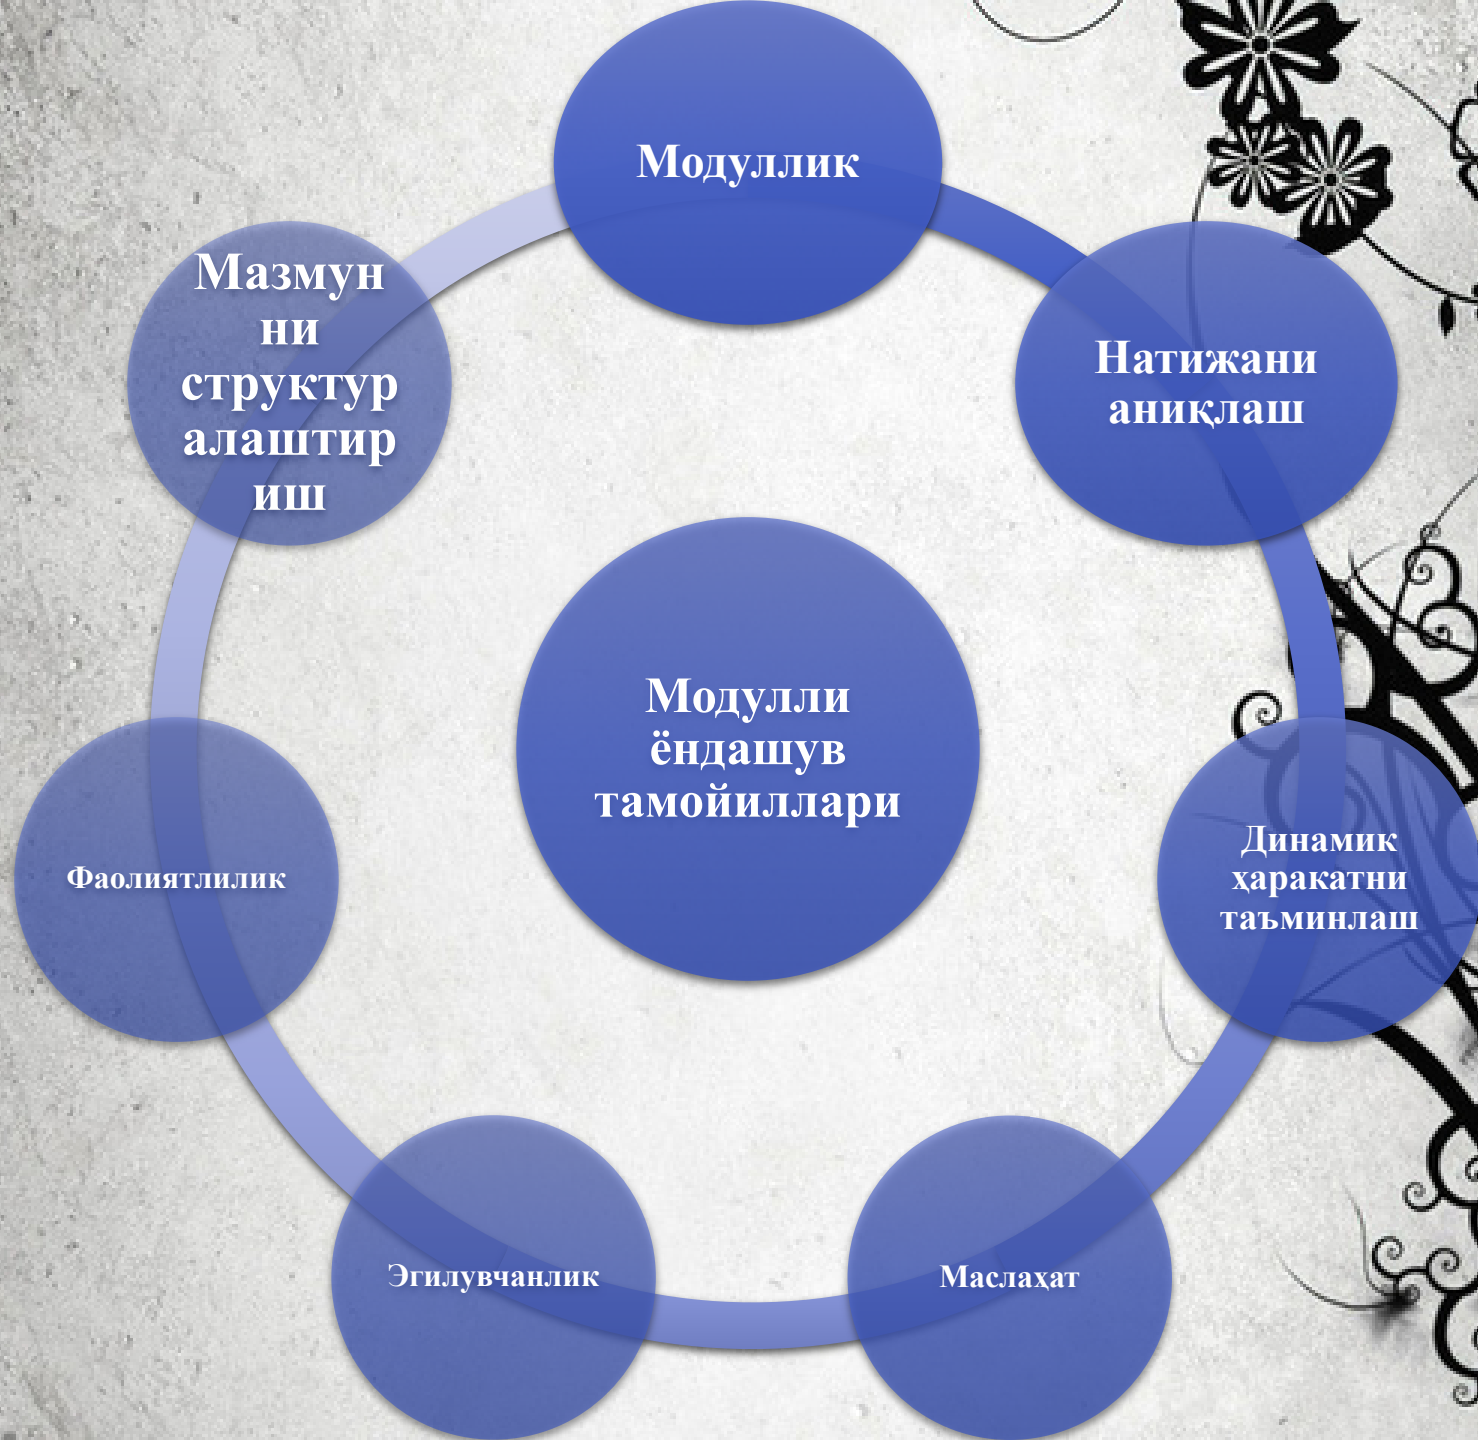 Модуллик
Натижани
аниқлаш
Динамик
ҳаракатни
таъминлаш
Маслаҳат
Эгилувчанлик
Фаолиятлилик
Мазмун
ни
структур
алаштир
иш
Модулли
ёндашув
тамойиллари